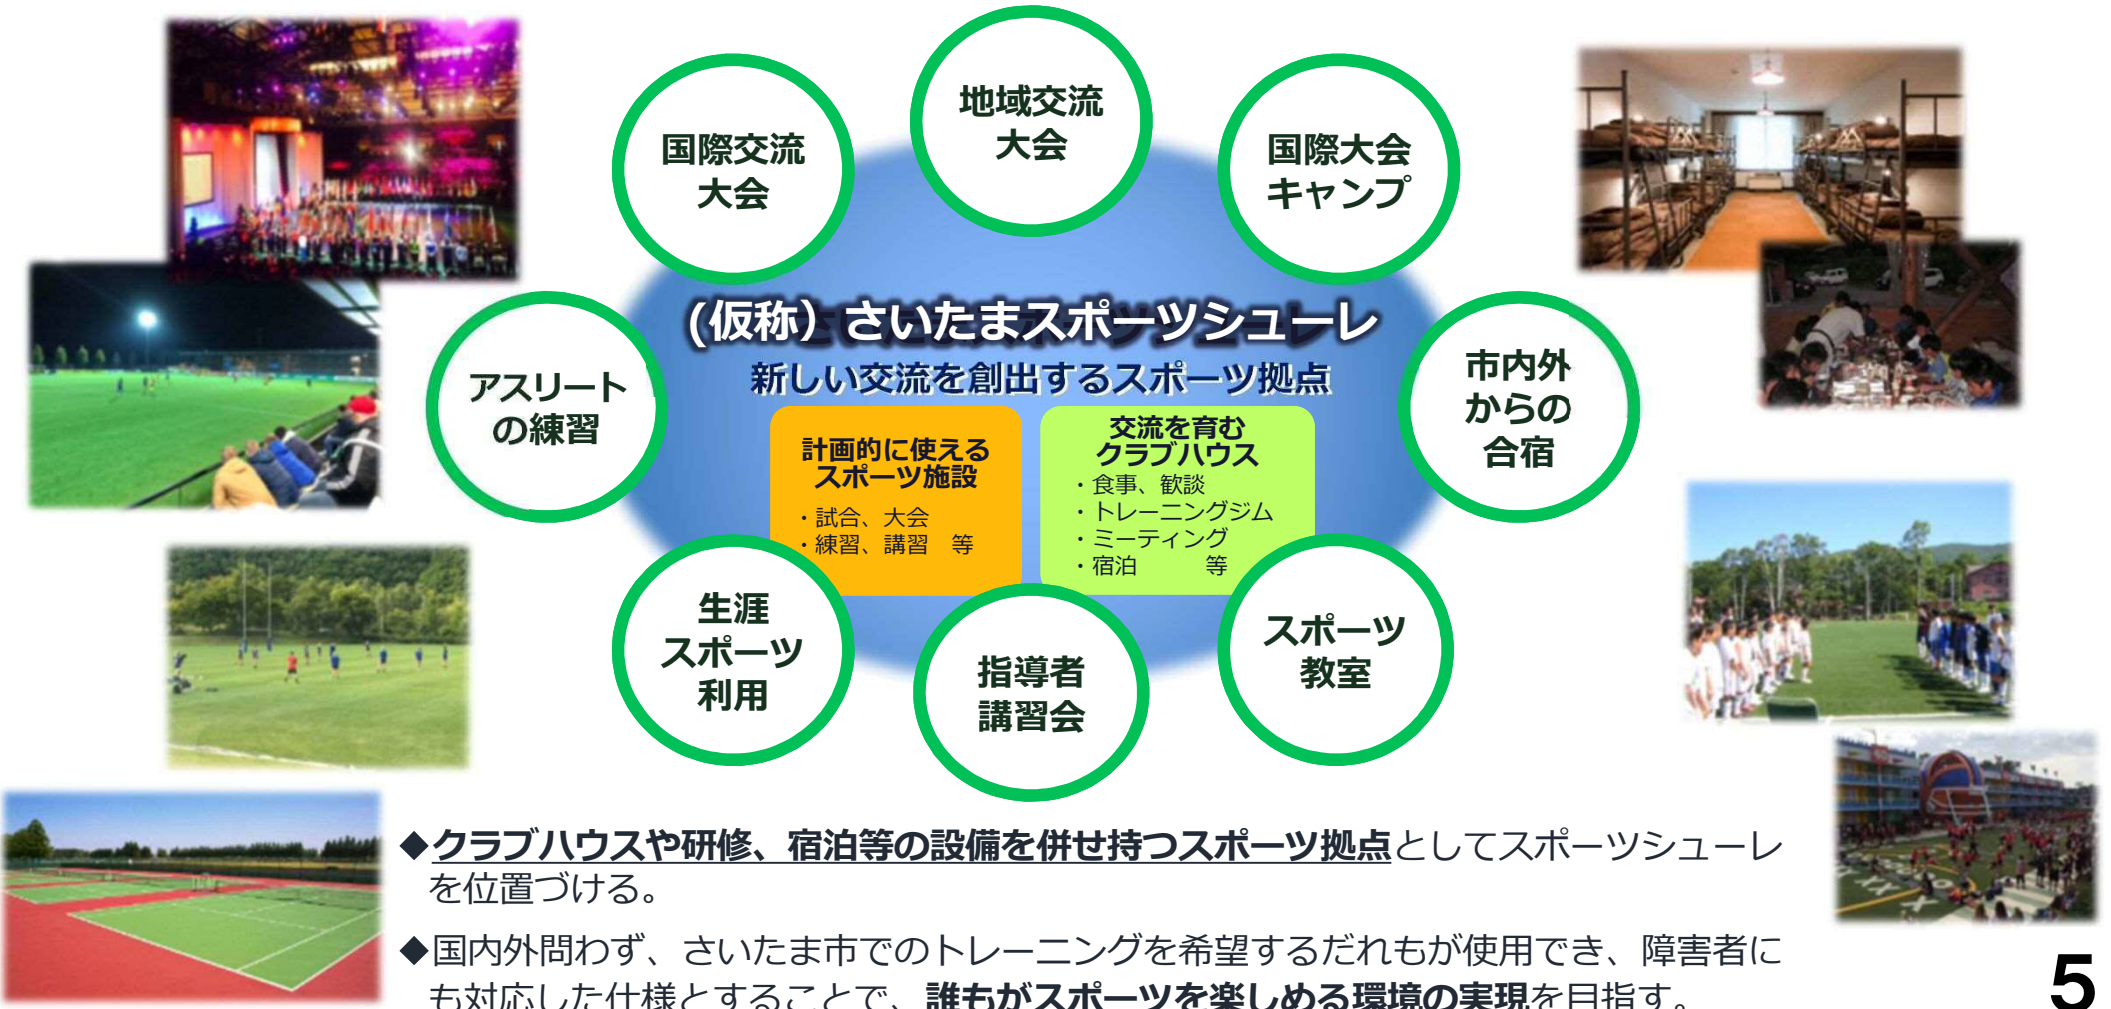 国際交流
大会
地域交流
大会
国際大会
キャンプ
(仮称）さいたまスポーツシューレ
新しい交流を創出するスポーツ拠点
アスリート
の練習
市内外
からの
合宿
計画的に使える
スポーツ施設
・試合、大会
・練習、講習　等
交流を育む
クラブハウス
・食事、歓談
・トレーニングジム
・ミーティング
・宿泊　　　等
生涯
スポーツ
利用
指導者
講習会
スポーツ
教室
◆クラブハウスや研修、宿泊等の設備を併せ持つスポーツ拠点としてスポーツシューレ
を位置づける。
◆国内外問わず、さいたま市でのトレーニングを希望するだれもが使用でき、障害者に
も対応した仕様とすることで、誰もがスポーツを楽しめる環境の実現を目指す。
5